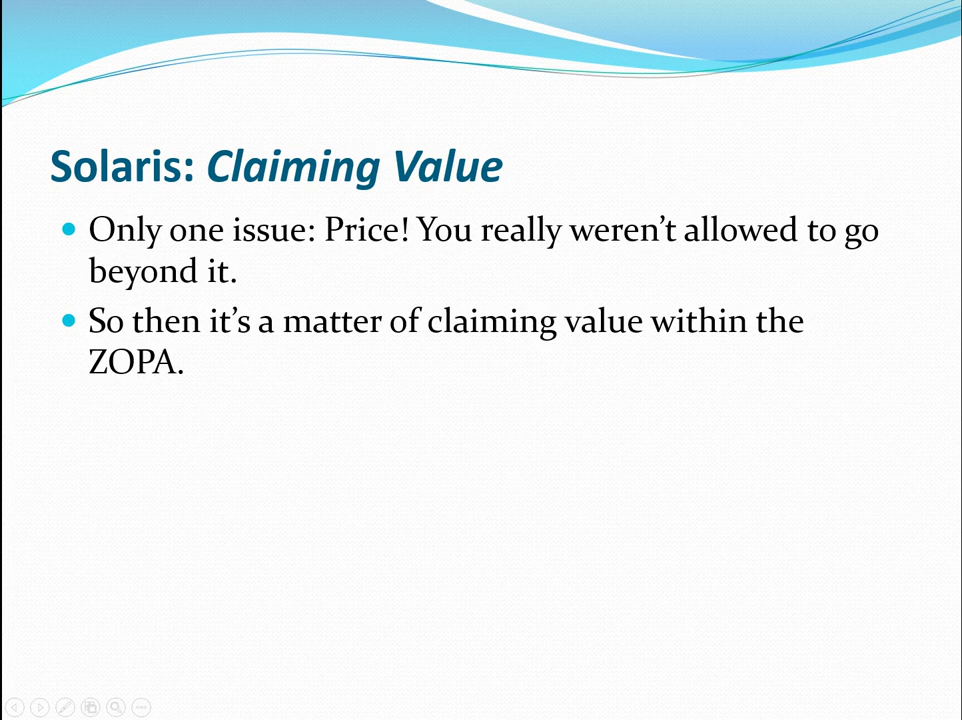 Solaris: Claiming Value
• Only one issue: Price! You really weren’t allowed to go
beyond it.
• So then it’s a matter of claiming value within the
ZOPA.